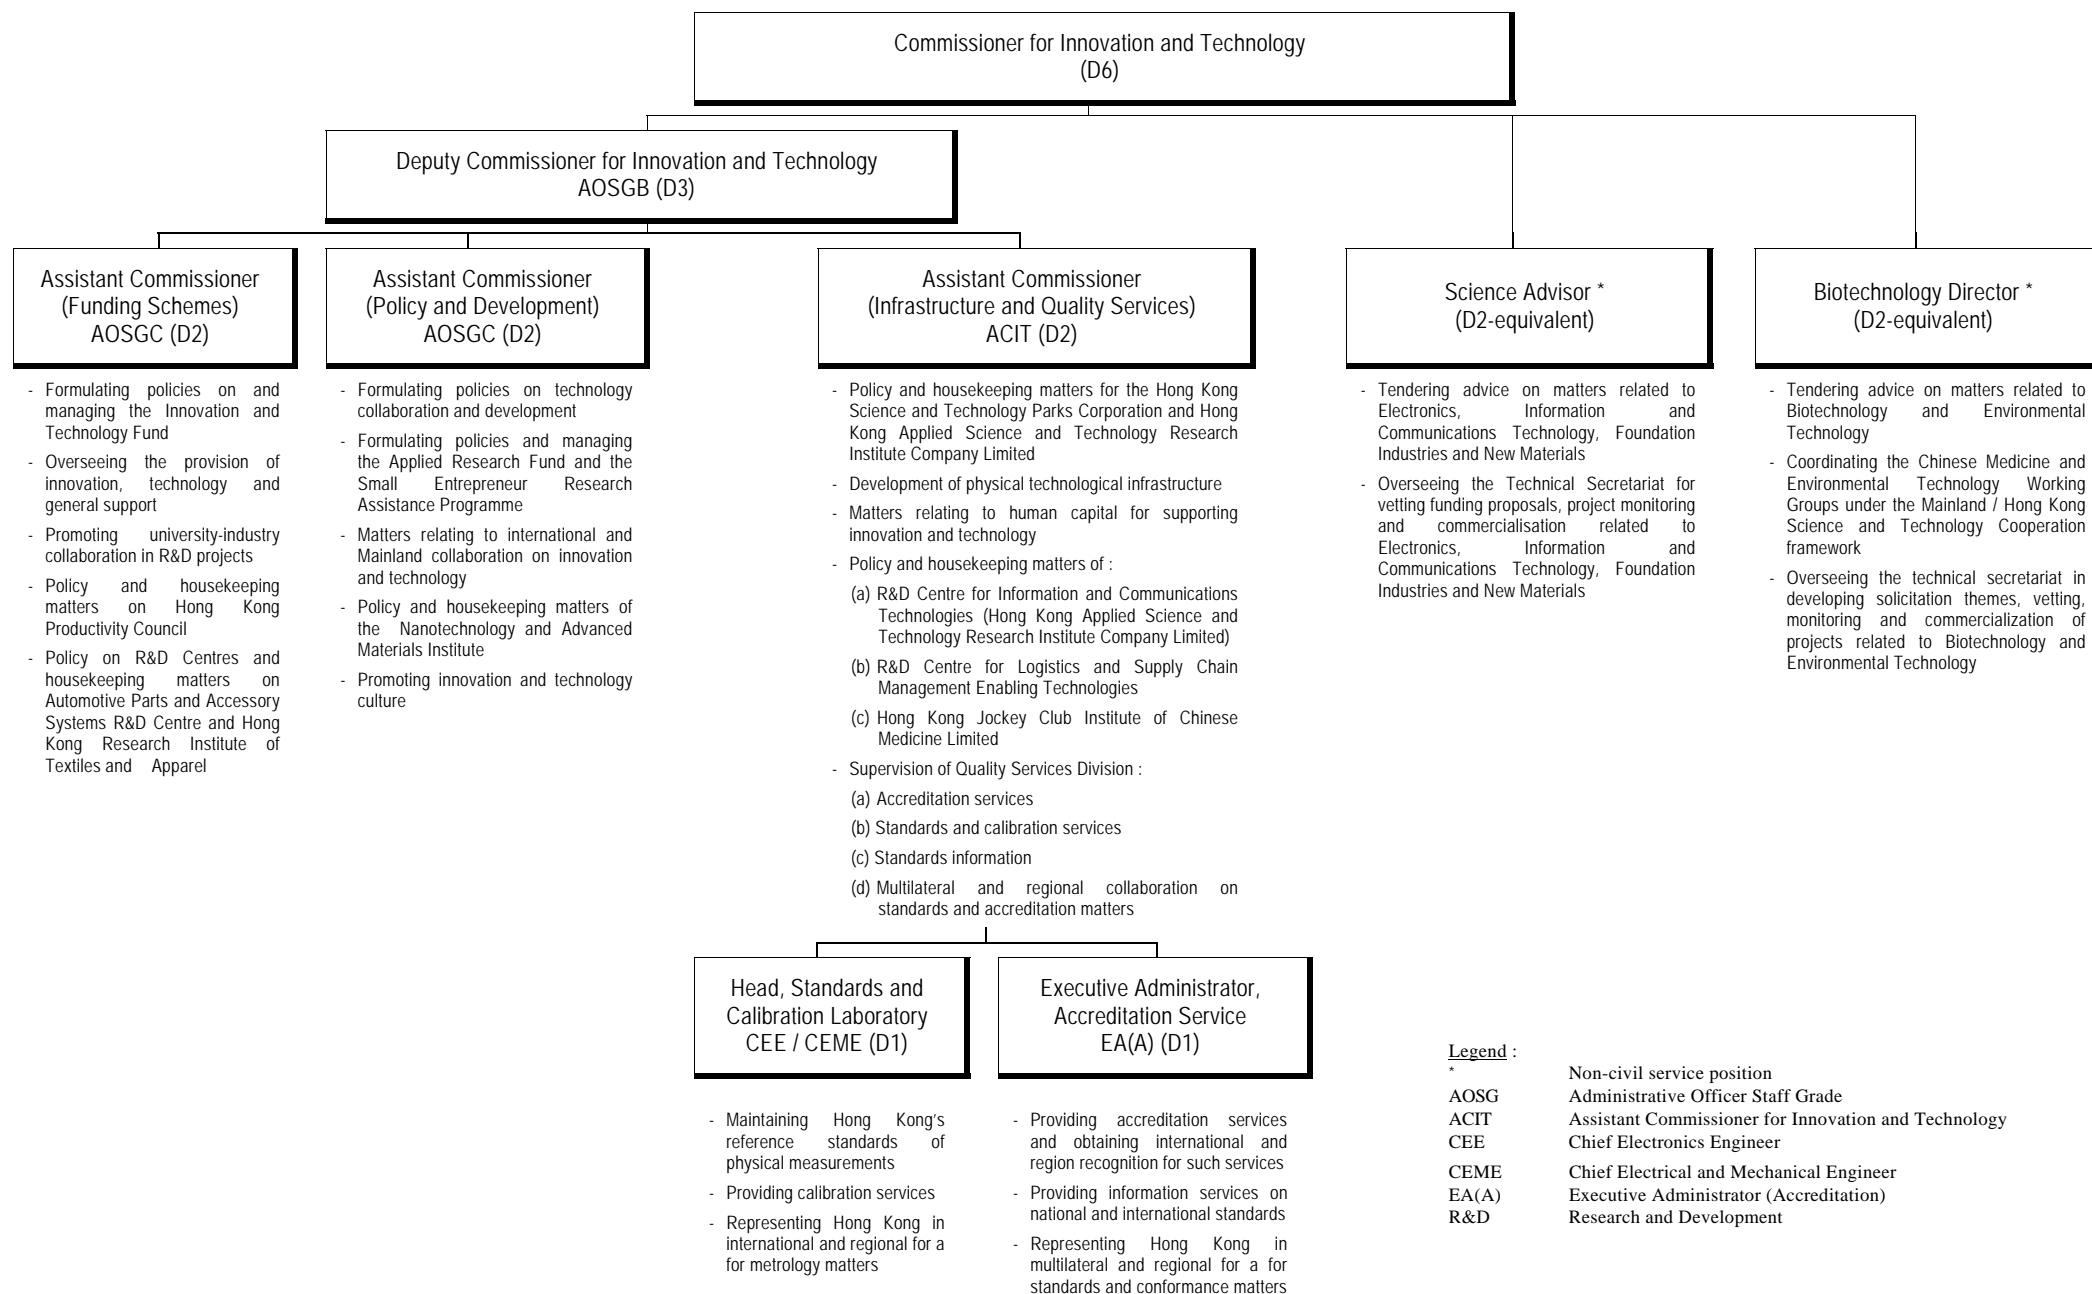 Commissioner for Innovation and Technology
(D6)
Deputy Commissioner for Innovation and Technology
AOSGB (D3)
Assistant Commissioner
(Funding Schemes)
AOSGC (D2)
- Formulating policies on and
managing the Innovation and
Technology Fund
- Overseeing the provision of
innovation, technology and
general support
- Promoting university-industry
collaboration in R&D projects
- Policy and housekeeping
matters on Hong Kong
Productivity Council
- Policy on R&D Centres and
housekeeping matters on
Automotive Parts and Accessory
Systems R&D Centre and Hong
Kong Research Institute of
Textiles and Apparel
Assistant Commissioner
(Policy and Development)
AOSGC (D2)
- Formulating policies on technology
collaboration and development
- Formulating policies and managing
the Applied Research Fund and the
Small Entrepreneur Research
Assistance Programme
- Matters relating to international and
Mainland collaboration on innovation
and technology
- Policy and housekeeping matters of
the Nanotechnology and Advanced
Materials Institute
- Promoting innovation and technology
culture
Assistant Commissioner
(Infrastructure and Quality Services)
ACIT (D2)
- Policy and housekeeping matters for the Hong Kong
Science and Technology Parks Corporation and Hong
Kong Applied Science and Technology Research
Institute Company Limited
- Development of physical technological infrastructure
- Matters relating to human capital for supporting
innovation and technology
- Policy and housekeeping matters of :
(a) R&D Centre for Information and Communications
Technologies (Hong Kong Applied Science and
Technology Research Institute Company Limited)
(b) R&D Centre for Logistics and Supply Chain
Management Enabling Technologies
(c) Hong Kong Jockey Club Institute of Chinese
Medicine Limited
- Supervision of Quality Services Division :
(a) Accreditation services
(b) Standards and calibration services
(c) Standards information
(d) Multilateral and regional collaboration on
standards and accreditation matters
Science Advisor *
(D2-equivalent)
- Tendering advice on matters related to
Electronics, Information and
Communications Technology, Foundation
Industries and New Materials
- Overseeing the Technical Secretariat for
vetting funding proposals, project monitoring
and commercialisation related to
Electronics, Information and
Communications Technology, Foundation
Industries and New Materials
Biotechnology Director *
(D2-equivalent)
- Tendering advice on matters related to
Biotechnology and Environmental
Technology
- Coordinating the Chinese Medicine and
Environmental Technology Working
Groups under the Mainland / Hong Kong
Science and Technology Cooperation
framework
- Overseeing the technical secretariat in
developing solicitation themes, vetting,
monitoring and commercialization of
projects related to Biotechnology and
Environmental Technology
Head, Standards and
Calibration Laboratory
CEE / CEME (D1)
- Maintaining Hong Kong's
reference standards of
physical measurements
- Providing calibration services
- Representing Hong Kong in
international and regional for a
for metrology matters
Executive Administrator,
Accreditation Service
EA(A) (D1)
- Providing accreditation services
and obtaining international and
region recognition for such services
- Providing information services on
national and international standards
- Representing Hong Kong in
multilateral and regional for a for
standards and conformance matters
Legend :
* Non-civil service position
AOSG Administrative Officer Staff Grade
ACIT Assistant Commissioner for Innovation and Technology
CEE Chief Electronics Engineer
CEME Chief Electrical and Mechanical Engineer
EA(A) Executive Administrator (Accreditation)
R&D Research and Development